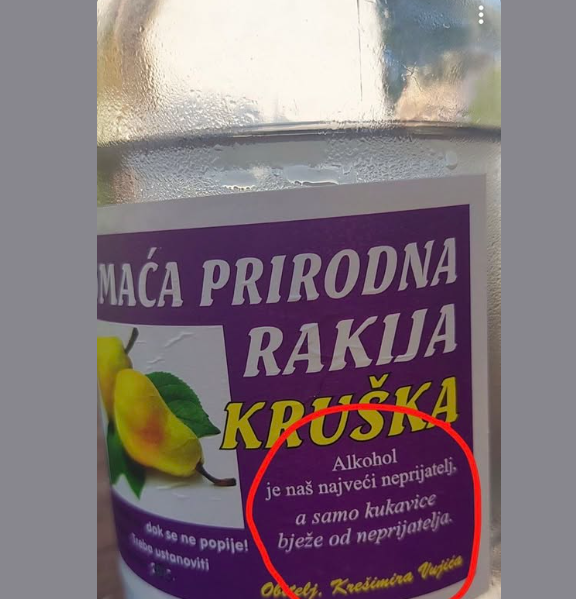 MAĆA PRIRODNA
RAKIJA
KRUŠKA
Alkohol
je naš najveći neprijatelj,
a samo kukavice
bježe od neprijatelja.
dok se ne popije!
Treba ustanoviti
Obitelj, Krešimira Vujića